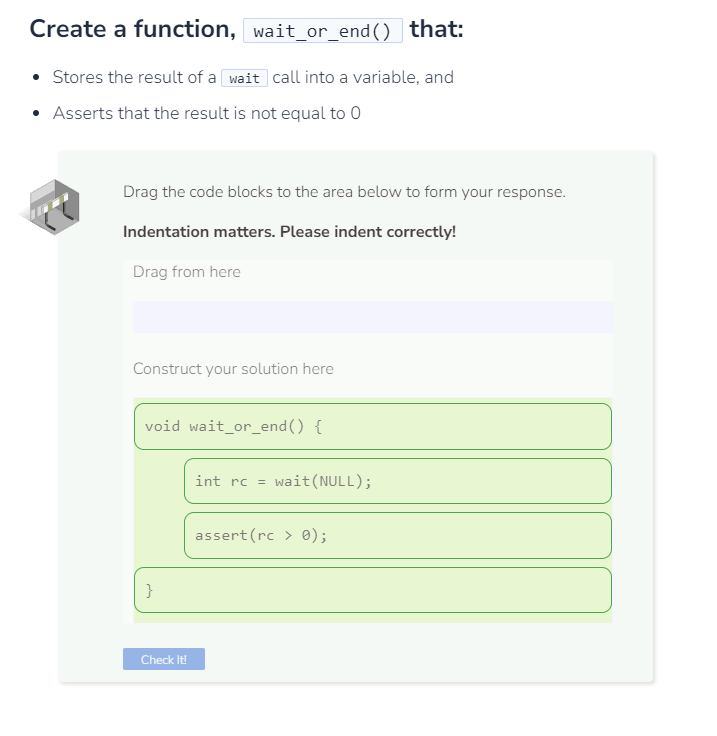 Create a function, wait_or_end() that:
• Stores the result of a wait call into a variable, and
• Asserts that the result is not equal to 0
Drag the code blocks to the area below to form your response.
Indentation matters. Please indent correctly!
Drag from here
Construct your solution here
void wait_or_end() {
int rc = wait(NULL);
assert(rc > 0);
}
Check It!